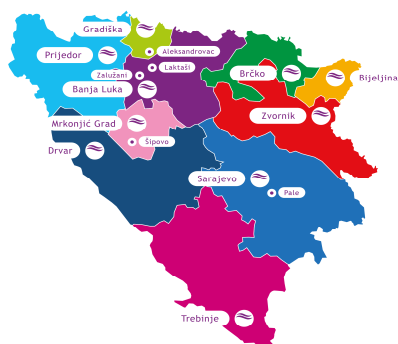 Gradiška
Aleksandrovac
Prijedor
Laktaši
Zalužani
Brčko
Bijeljina
Banja Luka
Zvornik
Mrkonjić Grad
Šipovo
Drvar
Sarajevo
Pale
Trebinje